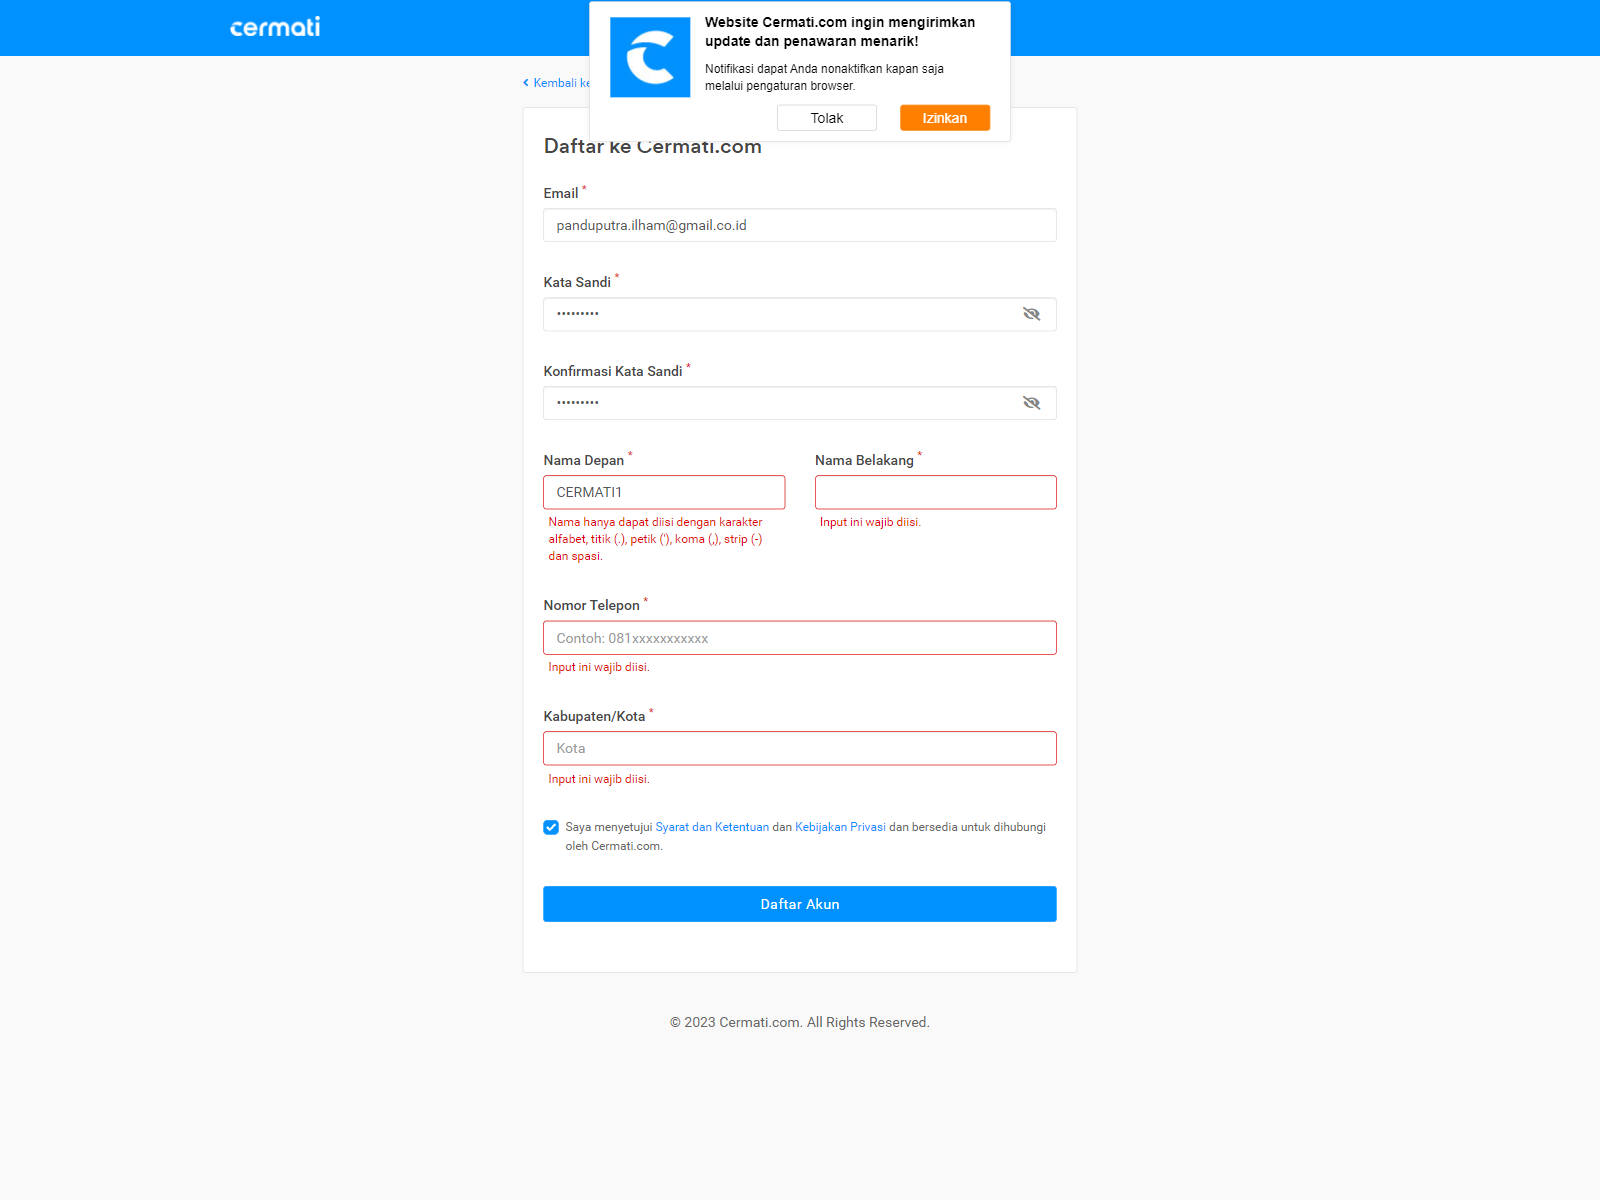 cermati
Website Cermati.com ingin mengirimkan
update dan penawaran menarik!
Notifikasi dapat Anda nonaktifkan kapan saja
melalui pengaturan browser.
Tolak
Izinkan
Kembali ke
Daftar ke Cermati.com
Email *
panduputra.ilham@gmail.co.id
Kata Sandi *
•••••••••
Konfirmasi Kata Sandi *
•••••••••
Nama Depan *
CERMATI1
Nama hanya dapat diisi dengan karakter
alfabet, titik (.), petik ('), koma (,), strip (-)
dan spasi.
Nama Belakang *
Input ini wajib diisi.
Nomor Telepon *
Contoh: 081xxxxxxxxxxx
Input ini wajib diisi.
Kabupaten/Kota *
Kota
Input ini wajib diisi.
Saya menyetujui Syarat dan Ketentuan dan Kebijakan Privasi dan bersedia untuk dihubungi
oleh Cermati.com.
Daftar Akun
© 2023 Cermati.com. All Rights Reserved.